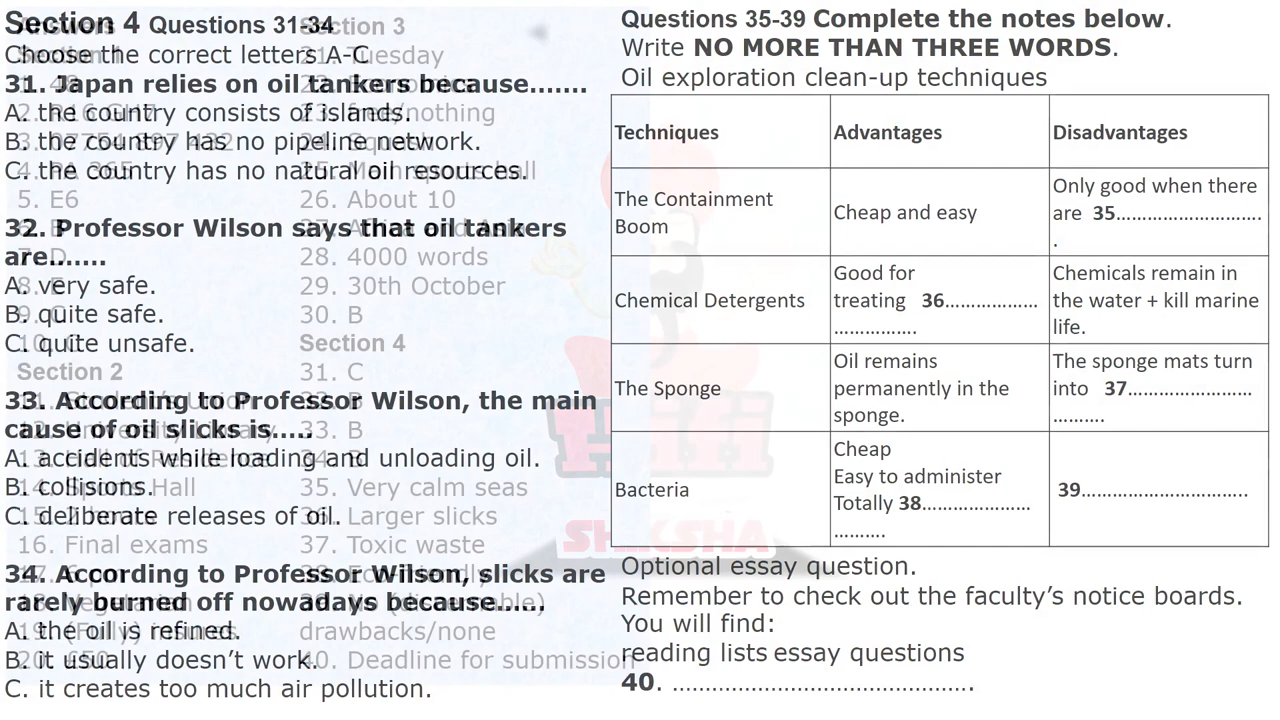 Section 4 Questions 31-34
Choose the correct letters A-C
31. Japan relies on oil tankers because.......
A. the country consists of islands.
B. the country has no pipeline network.
C. the country has no natural oil resources.
32. Professor Wilson says that oil tankers
are.......
A. very safe.
B. quite safe.
C. quite unsafe.
33. According to Professor Wilson, the main
cause of oil slicks is.....
A. accidents while loading and unloading oil.
B. collisions.
C. deliberate releases of oil.
34. According to Professor Wilson, slicks are
rarely burned off nowadays because......
A. the oil is refined.
B. it usually doesn't work.
C. it creates too much air pollution.
5. E6
Section 2
16. Final exams
Section 3
21. Tuesday
26. About 10
28. 4000 words
29. 30th October
30. B
Section 4
31. C
33. B
35. Very calm seas
36. Larger slicks
37. Toxic waste
drawbacks/none
40. Deadline for submission
Questions 35-39 Complete the notes below.
Write NO MORE THAN THREE WORDS.
Oil exploration clean-up techniques
Techniques Advantages Disadvantages
The Containment
Boom
Cheap and easy
Only good when there
are 35..............................
.
Chemical Detergents
Good for
treating 36...................
.................
Chemicals remain in
the water + kill marine
life.
The Sponge
Oil remains
permanently in the
sponge.
The sponge mats turn
into 37.........................
..........
Bacteria
Cheap
Easy to administer
Totally 38......................
..........
39..................................
Optional essay question.
Remember to check out the faculty's notice boards.
You will find:
reading lists essay questions
40. .......................................
Hifi
SHIKSHA